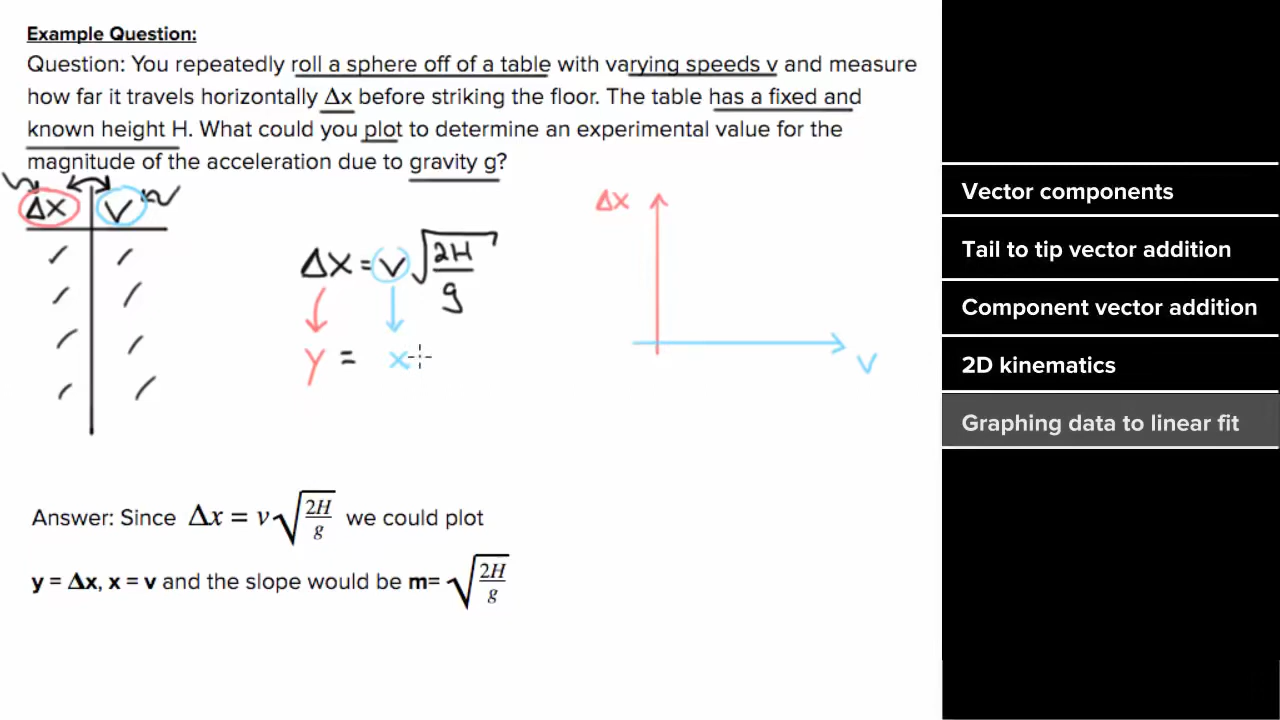 Example Question:
Question: You repeatedly roll a sphere off of a table with varying speeds v and measure
how far it travels horizontally Δx before striking the floor. The table has a fixed and
known height H. What could you plot to determine an experimental value for the
magnitude of the acceleration due to gravity g?
Δx v
Δx = v √(2H/g)
y = x
Δx
v
Answer: Since Δx = v √(2H/g) we could plot
y = Δx, x = v and the slope would be m= √(2H/g)
Vector components
Tail to tip vector addition
Component vector addition
2D kinematics
Graphing data to linear fit